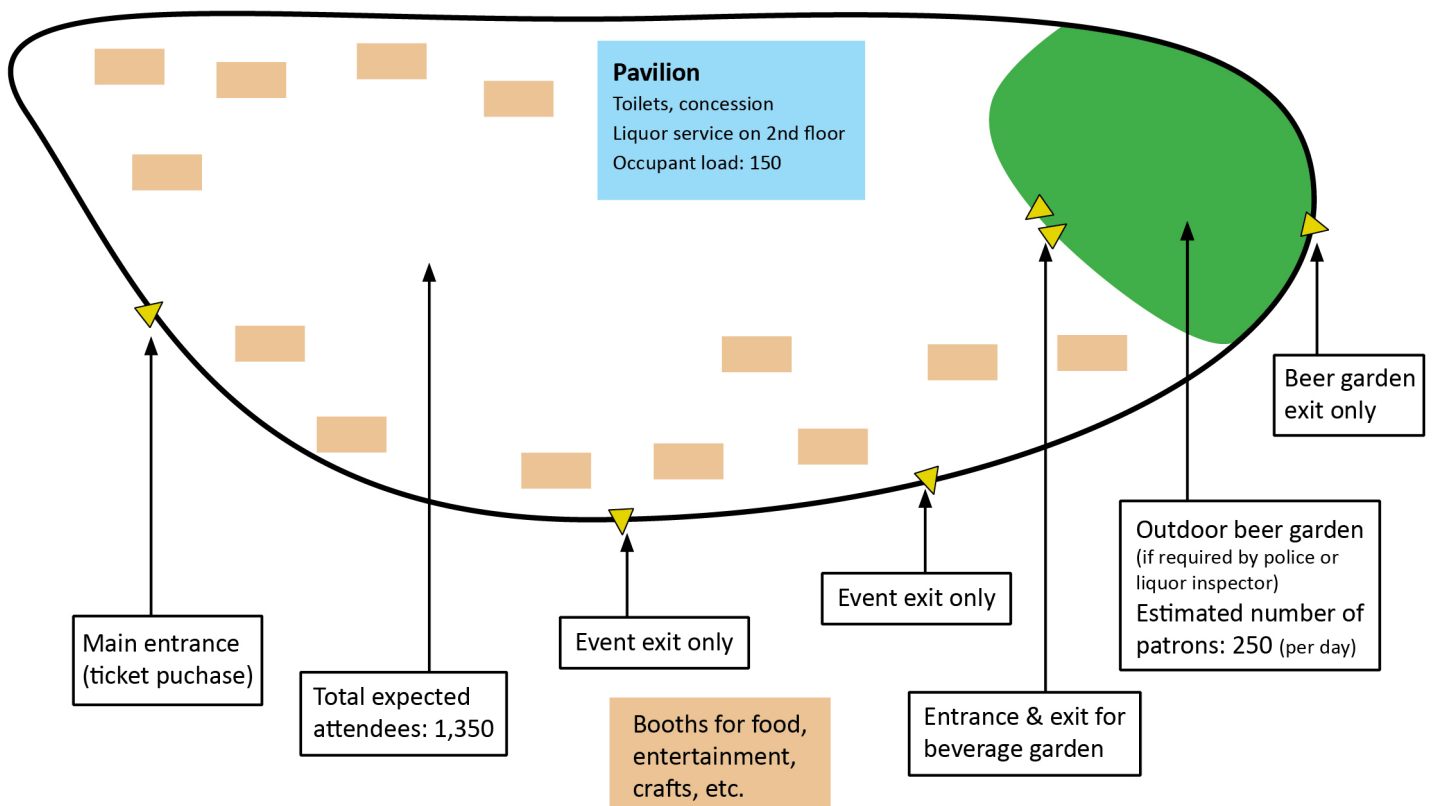 Pavilion
Toilets, concession
Liquor service on 2nd floor
Occupant load: 150
Beer garden
exit only
Outdoor beer garden
(if required by police or
liquor inspector)
Estimated number of
patrons: 250 (per day)
Event exit only
Event exit only
Main entrance
(ticket puchase)
Total expected
attendees: 1,350
Entrance & exit for
beverage garden
Booths for food,
entertainment,
crafts, etc.